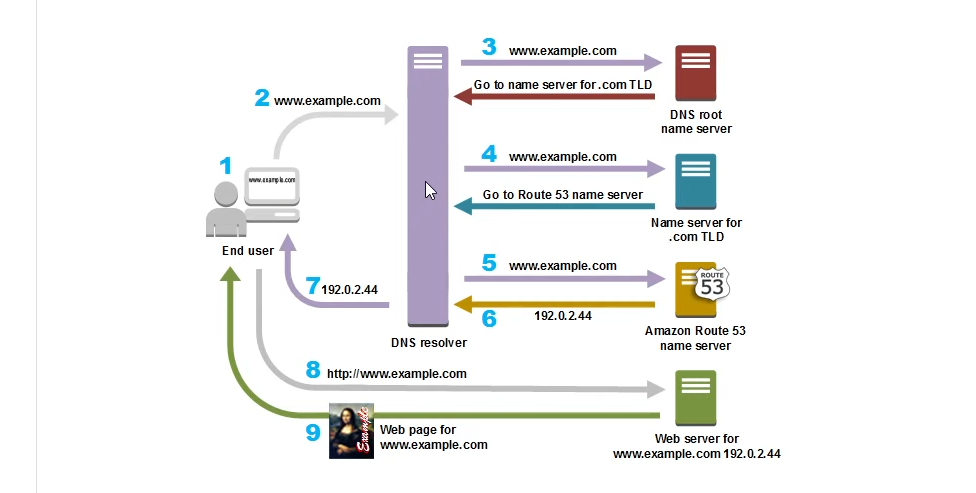 3 www.example.com
Go to name server for .com TLD
DNS root
name server
2 www.example.com
1
www.example.com
End user
4 www.example.com
Go to Route 53 name server
Name server for
.com TLD
5 www.example.com
ROUTE
53
6 192.0.2.44
Amazon Route 53
name server
7 192.0.2.44
DNS resolver
8 http://www.example.com
9
Example
Web page for
www.example.com
Web server for
www.example.com 192.0.2.44